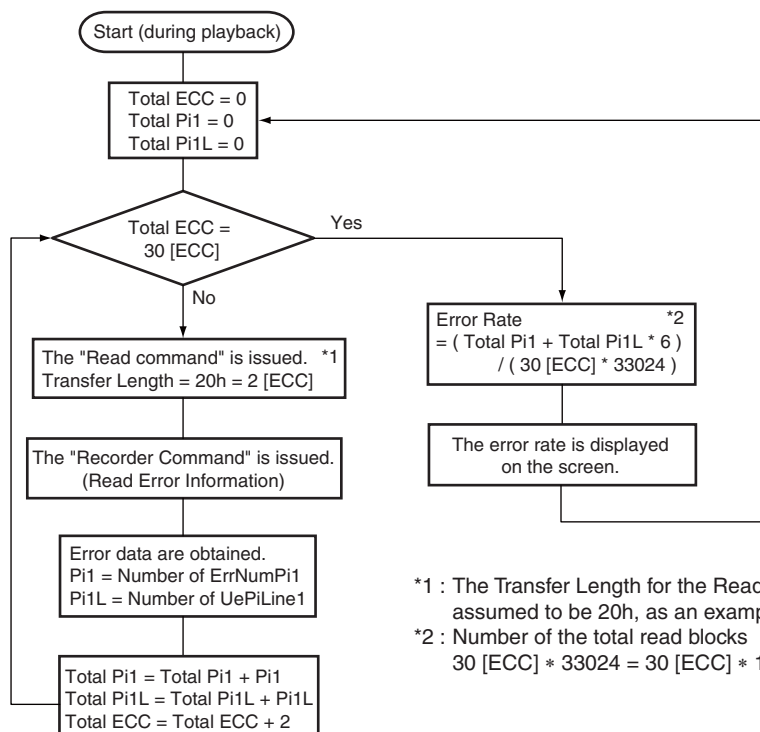 Start (during playback)
Total ECC = 0
Total Pi1 = 0
Total Pi1L = 0
Total ECC =
30 [ECC]
Yes
No
The "Read command" is issued. *1
Transfer Length = 20h = 2 [ECC]
The "Recorder Command" is issued.
(Read Error Information)
Error data are obtained.
Pi1 = Number of ErrNumPi1
Pi1L = Number of UePiLine1
Total Pi1 = Total Pi1 + Pi1
Total Pi1L = Total Pi1L + Pi1L
Total ECC = Total ECC + 2
Error Rate *2
= ( Total Pi1 + Total Pi1L * 6 )
/ ( 30 [ECC] * 33024 )
The error rate is displayed
on the screen.
*1 : The Transfer Length for the Read
assumed to be 20h, as an
*2 : Number of the total read blocks
30 [ECC] * 33024 = 30 [ECC] *